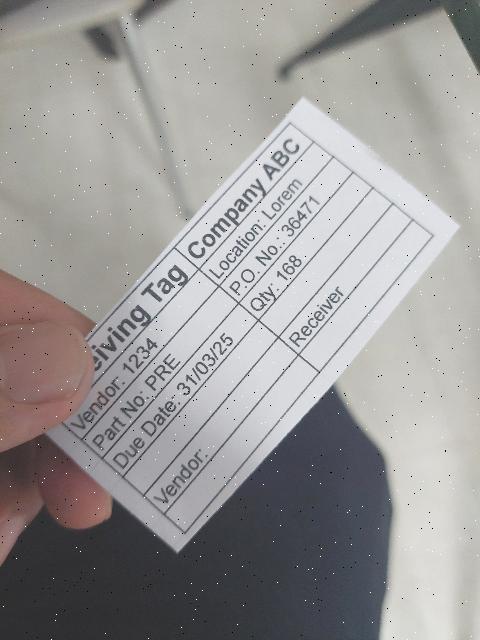 eiving Tag Company ABC
Vendor: 1234 Location: Lorem
Part No: PRE P.O. No.: 36471
Due Date: 31/03/25 Qty: 168
Vendor: Receiver